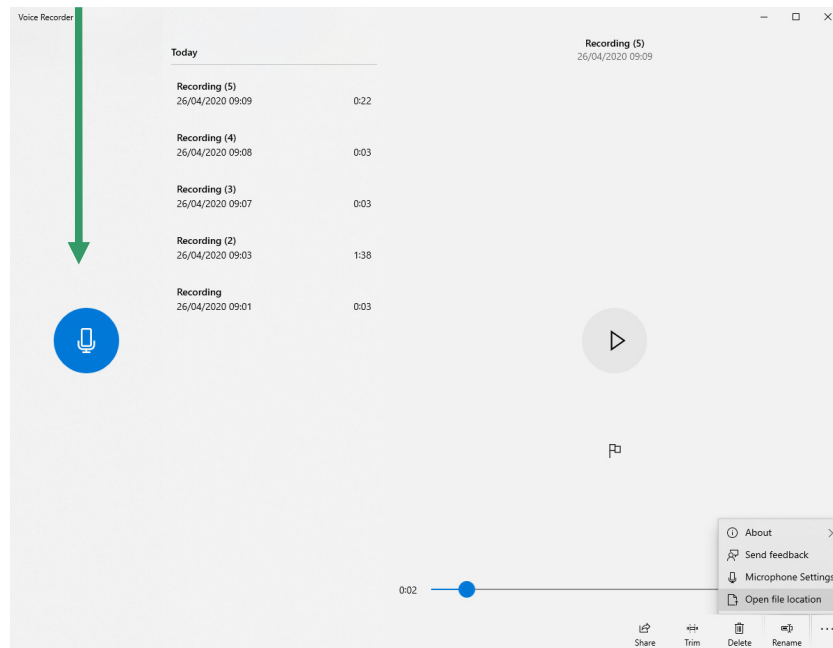 Voice Recorder
Today
Recording (5)
26/04/2020 09:09 0:22
Recording (4)
26/04/2020 09:08 0:03
Recording (3)
26/04/2020 09:07 0:03
Recording (2)
26/04/2020 09:03 1:38
Recording
26/04/2020 09:01 0:03
Recording (5)
26/04/2020 09:09
About
Send feedback
Microphone Settings
Open file location
0:02
Share Trim Delete Rename ...